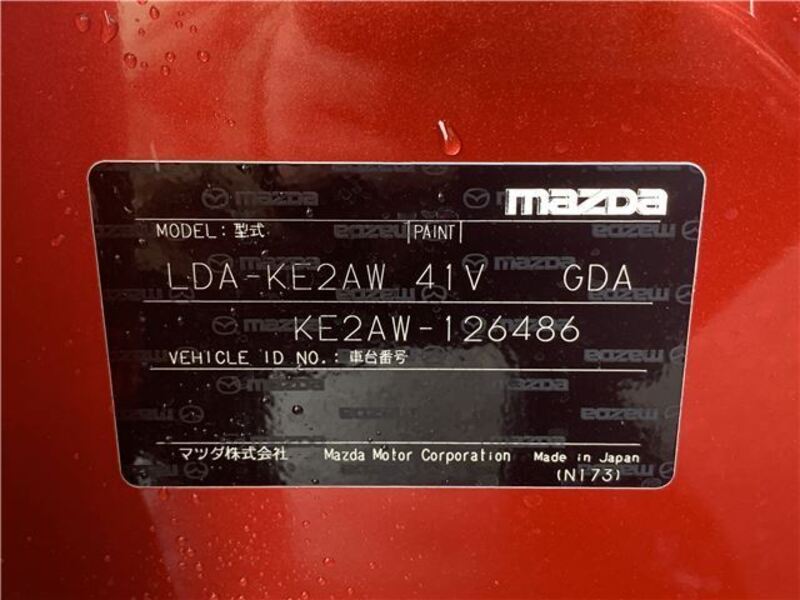 mazda
MODEL: 型式 |PAINT|
LDA-KE2AW 41V GDA
KE2AW-126486
VEHICLE ID NO.: 車台番号
マツダ株式会社 Mazda Motor Corporation Made in Japan
(N173)